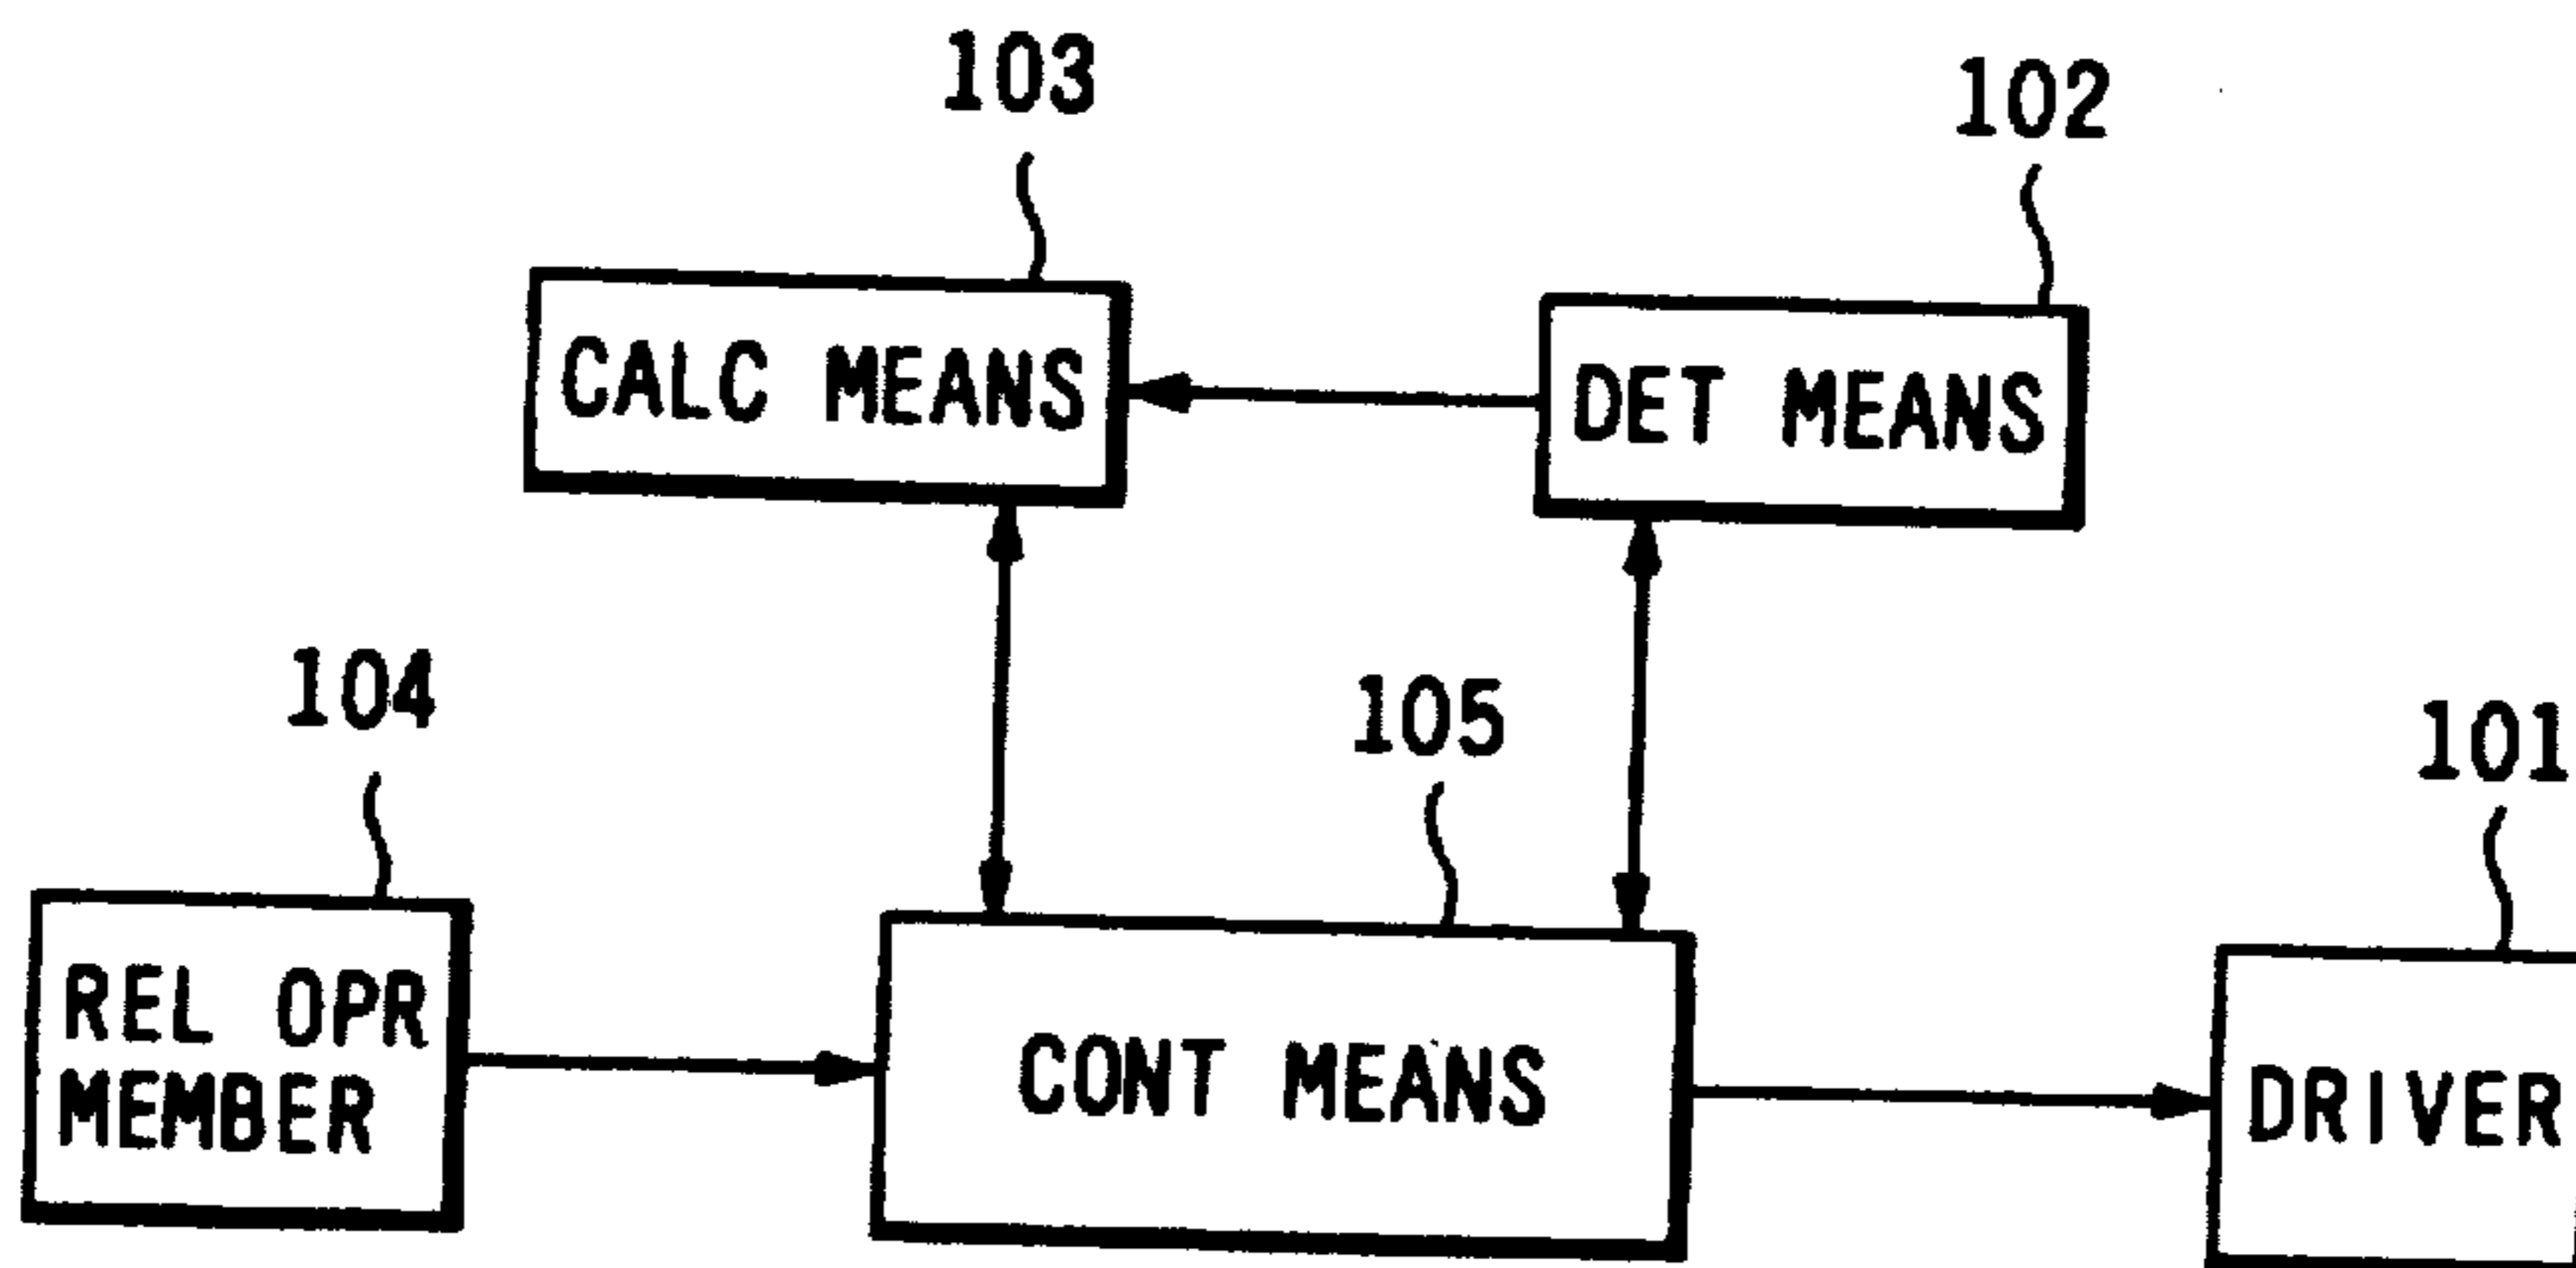 103
102
CALC MEANS
DET MEANS
104
105
101
REL OPR
MEMBER
CONT MEANS
DRIVER